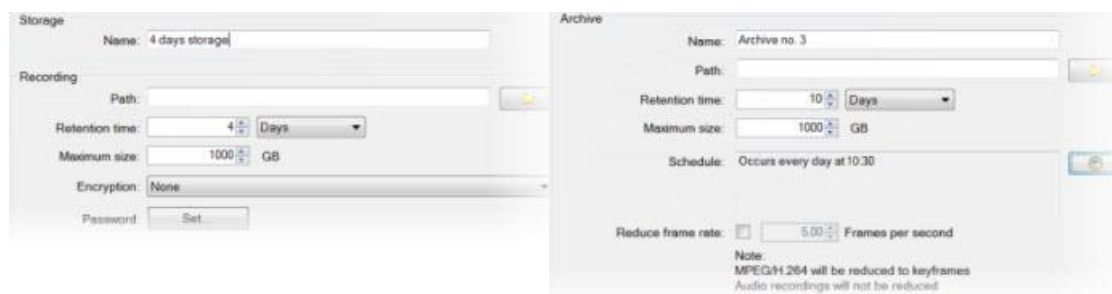 Storage
Name: 4 days storage
Recording
Path:
Retention time: 4 Days
Maximum size: 1000 GB
Encryption: None
Password: Set...
Archive
Name: Archive no. 3
Path:
Retention time: 10 Days
Maximum size: 1000 GB
Schedule: Occurs every day at 10:30
Reduce frame rate: 5.00 Frames per second
Note:
MPEG/H.264 will be reduced to keyframes
Audio recordings will not be reduced